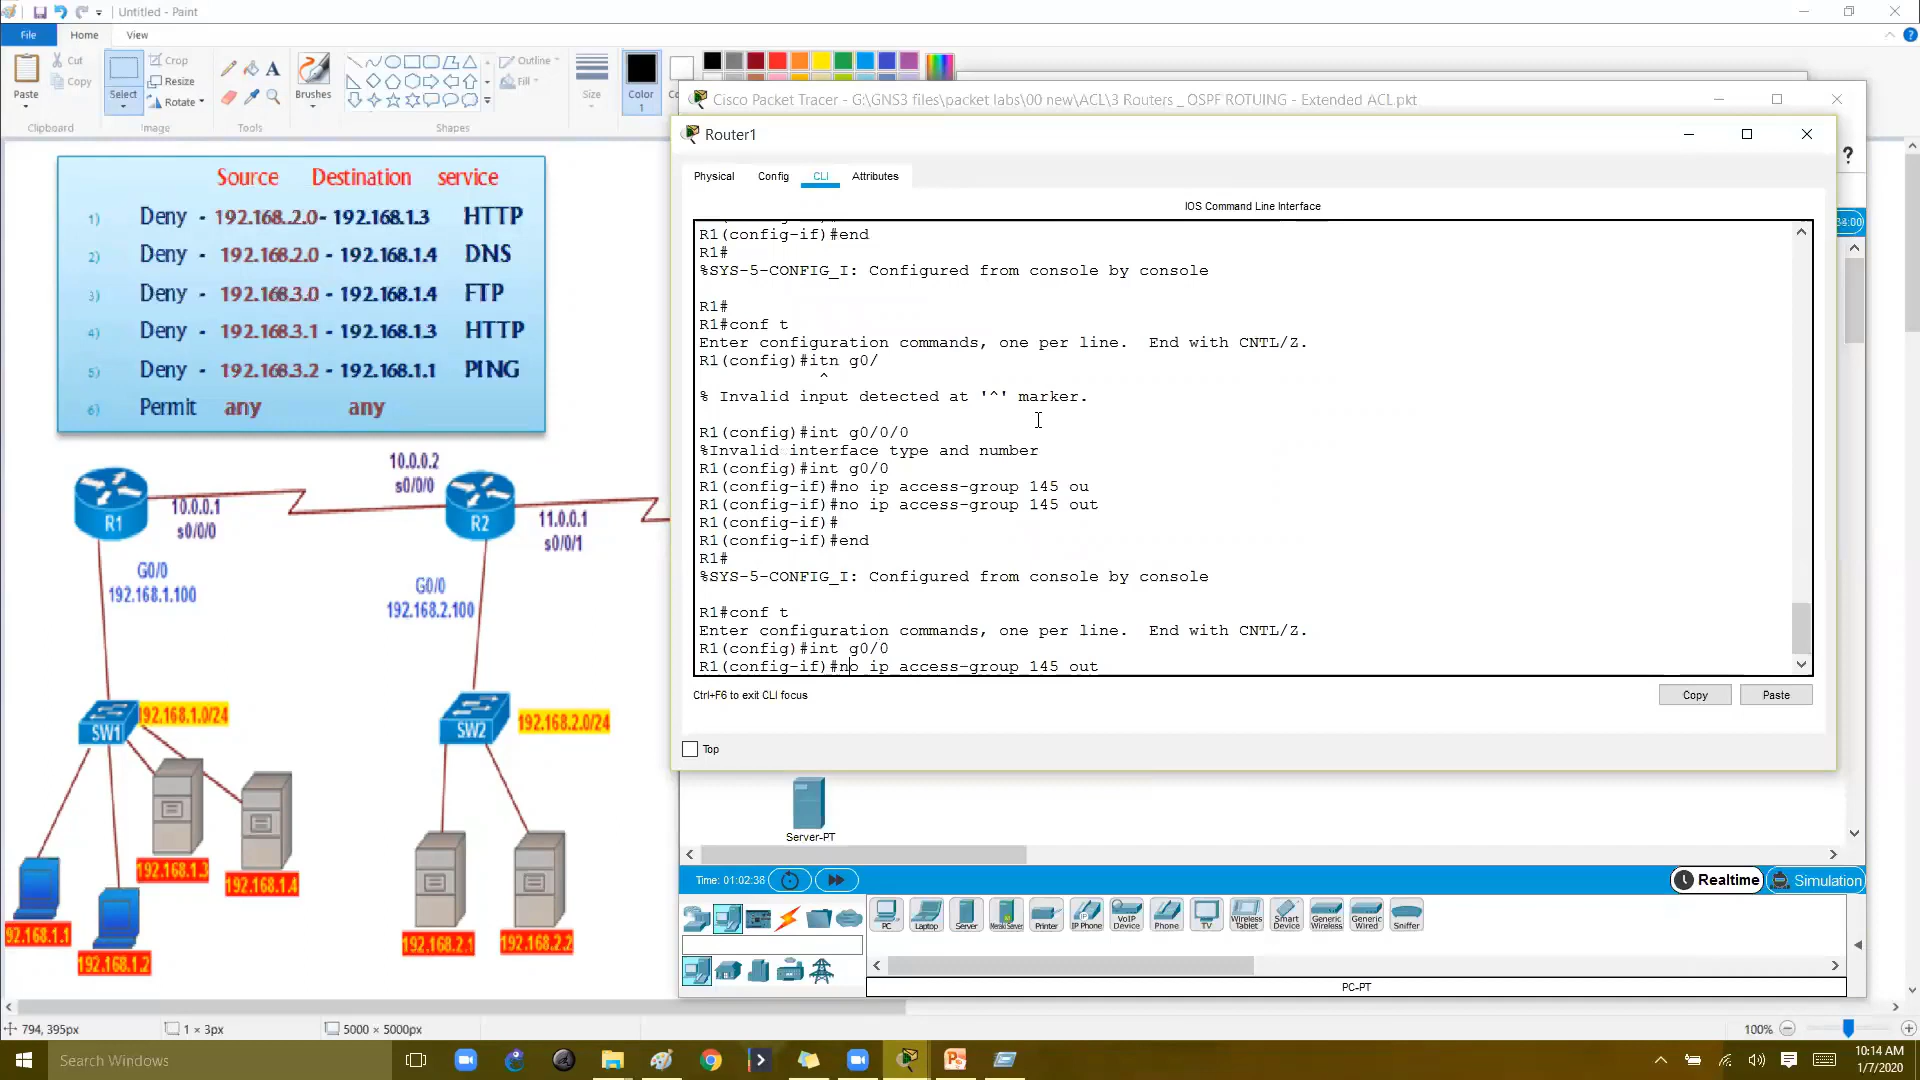 Untitled - Paint
File
Home
View
Paste
Cut
Copy
Clipboard
Select
Crop
Resize
Rotate
Image
Tools
Brushes
Shapes
Outline
Fill
Size
Color
1
Source Destination service
1) Deny - 192.168..2.0- 192.168.1.3 HTTP
2) Deny - 192.168.2.0 - 192.168.1.4 DNS
3) Deny - 192.168.3.0 - 192.168.1.4 FTP
4) Deny - 192.168.3.1 - 192.168.1.3 HTTP
5) Deny - 192.168.3.2 - 192.168.1.1 PING
6) Permit any any
R1
10.0.0.1
s0/0/0
10.0.0.2
s0/0/0
R2
11.0.0.1
s0/0/1
G0/0
192.168.1.100
G0/0
192.168.2.100
SW1
192.168.1.0/24
SW2
192.168.2.0/24
192.168.1.3
192.168.1.4
92.168.1.1
192.168.1.2
192.168.2.1
192.168.2.2
Cisco Packet Tracer - G:\GNS3 files\packet labs\00 new\ACL\3 Routers _ OSPF ROTUING - Extended ACL.pkt
Router1
Physical
Config
CLI
Attributes
IOS Command Line Interface
R1(config-if)#end
R1#
%SYS-5-CONFIG_I: Configured from console by console
R1#
R1#conf t
Enter configuration commands, one per line.  End with CNTL/Z.
R1(config)#itn g0/
^
% Invalid input detected at '^' marker.
R1(config)#int g0/0/0
%Invalid interface type and number
R1(config)#int g0/0
R1(config-if)#no ip access-group 145 ou
R1(config-if)#no ip access-group 145 out
R1(config-if)#
R1(config-if)#end
R1#
%SYS-5-CONFIG_I: Configured from console by console
R1#conf t
Enter configuration commands, one per line.  End with CNTL/Z.
R1(config)#int g0/0
R1(config-if)#no ip access-group 145 out
Ctrl+F6 to exit CLI focus
Copy
Paste
Top
Server-PT
Time: 01:02:38
Realtime
Simulation
PC
Laptop
Server
Meraki Server
Printer
IP Phone
VoIP Device
Phone
TV
Wireless Tablet
Smart Device
Generic Wireless
Generic Wired
Sniffer
PC-PT
794, 395px
1 × 3px
5000 × 5000px
100%
Search Windows
10:14 AM
1/7/2020